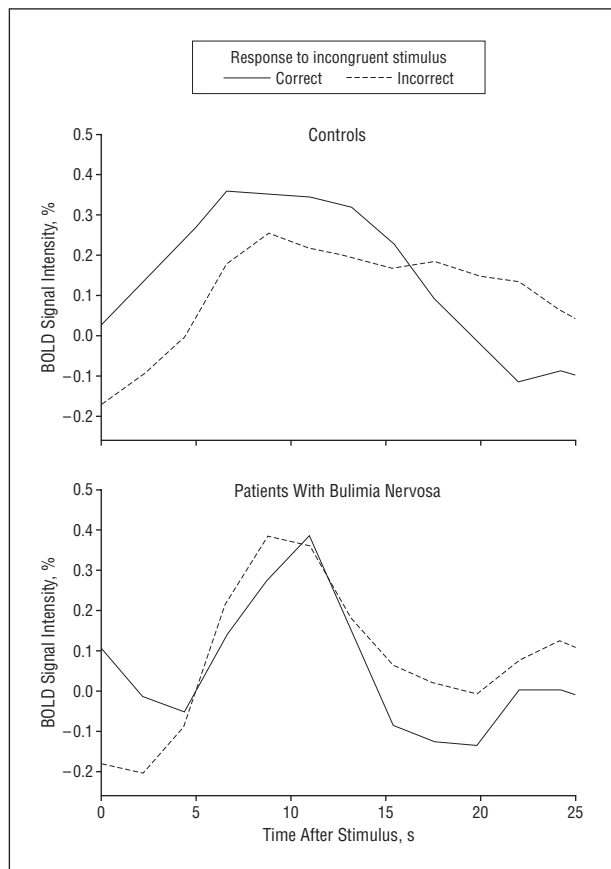 Response to incongruent stimulus
Correct Incorrect
Controls
BOLD Signal Intensity, %
0.5
0.4
0.3
0.2
0.1
0.0
−0.1
−0.2
Patients With Bulimia Nervosa
BOLD Signal Intensity, %
0.5
0.4
0.3
0.2
0.1
0.0
−0.1
−0.2
0 5 10 15 20 25
Time After Stimulus, s